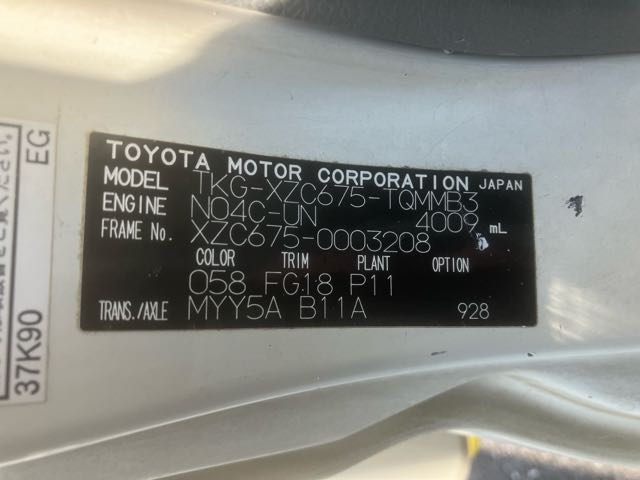 TOYOTA MOTOR CORPORATION JAPAN
MODEL TKG-XZC675-TQMMB3
ENGINE N04C-UN 4009 mL
FRAME No. XZC675-0003208
COLOR TRIM PLANT OPTION
058 FG18 P11
TRANS./AXLE MYY5A B11A 928
EG
37K90